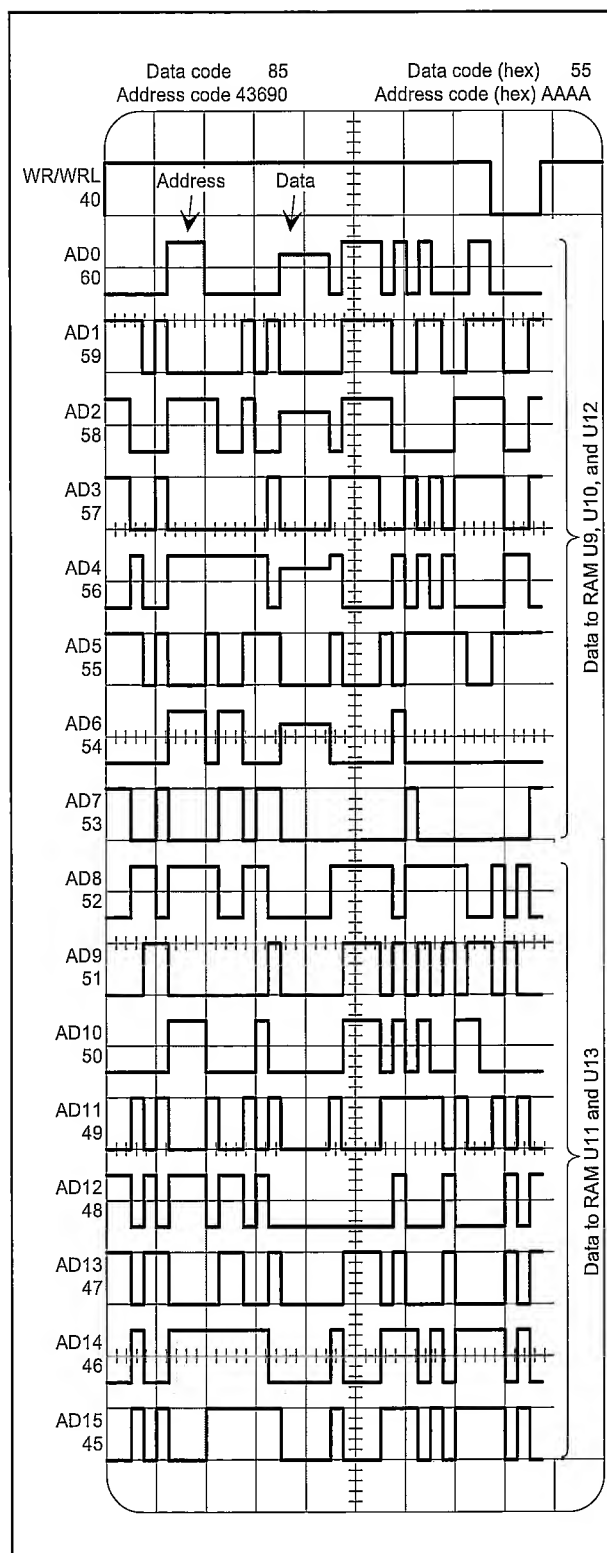 Data code 85 Data code (hex) 55
Address code 43690 Address code (hex) AAAA
WR/WRL
40
Address Data
AD0
60
AD1
59
AD2
58
AD3
57
AD4
56
AD5
55
AD6
54
AD7
53
Data to RAM U9, U10, and U12
AD8
52
AD9
51
AD10
50
AD11
49
AD12
48
AD13
47
AD14
46
AD15
45
Data to RAM U11 and U13